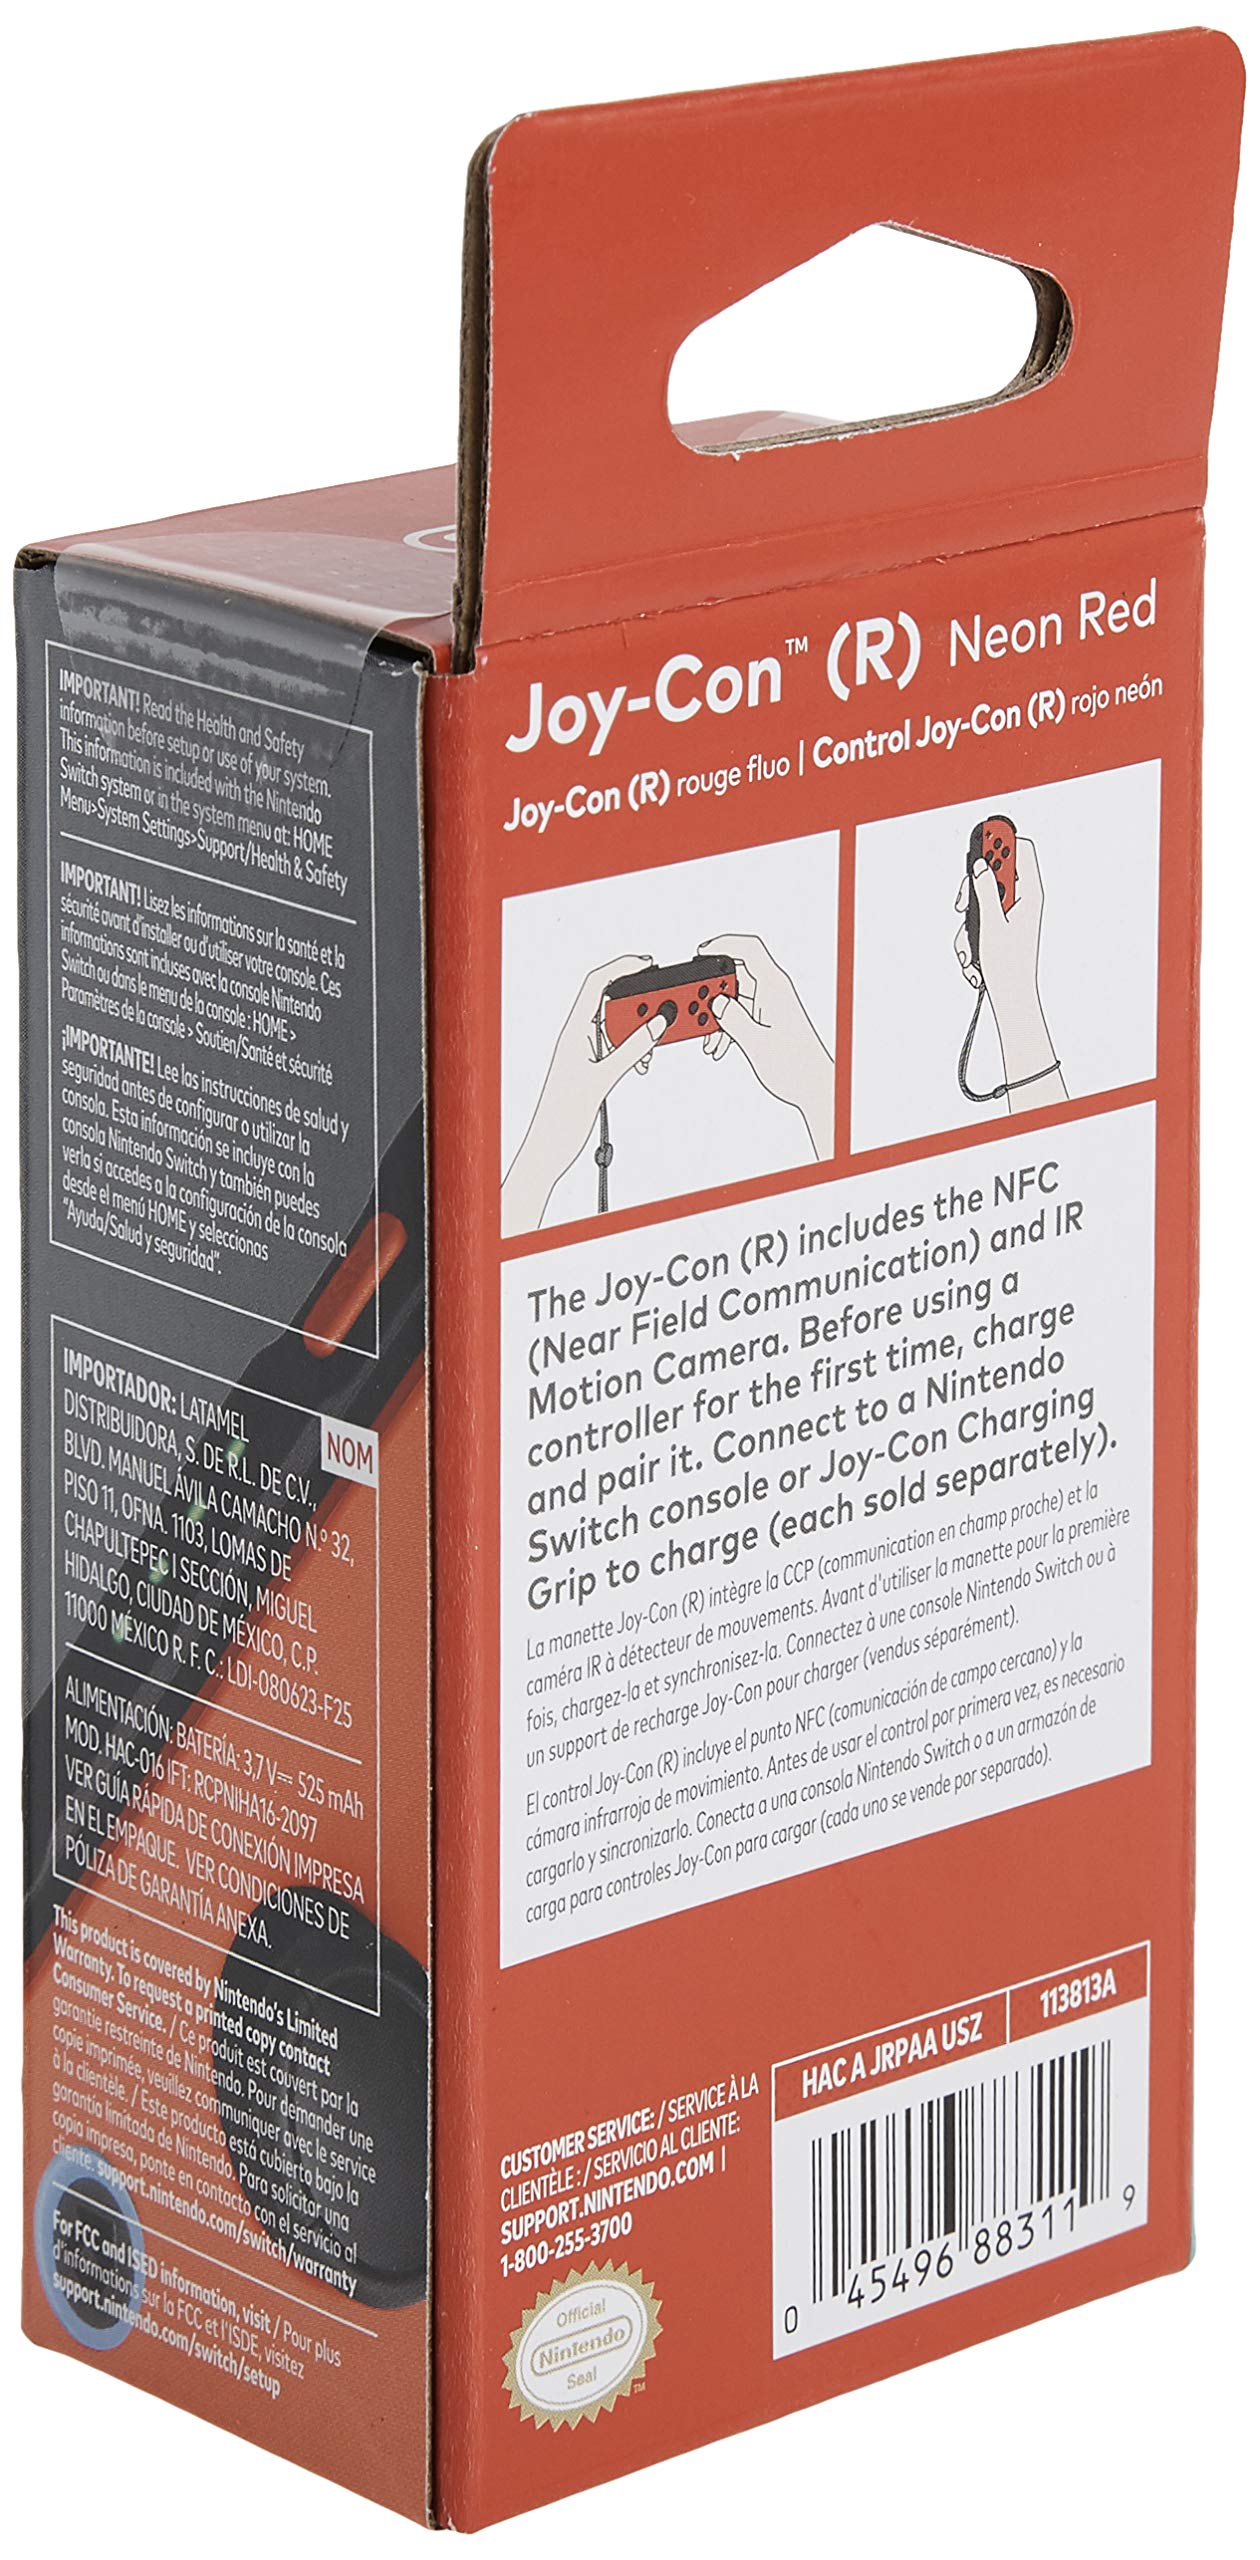 IMPORTANT! Read the Health and Safety
information before setup or use of your system.
This information is included with the Nintendo
Switch system or in the system menu at: HOME
Menu>System Settings>Support/Health & Safety
IMPORTANT! Lisez les informations sur la santé et la
sécurité avant d'installer ou d'utiliser votre console. Ces
informations sont incluses avec la console Nintendo
Switch ou dans le menu de la console : HOME >
Paramètres de la console > Soutien/Santé et sécurité
¡IMPORTANTE! Lee las instrucciones de salud y
seguridad antes de configurar o utilizar la
consola. Esta información se incluye con la
consola Nintendo Switch y también puedes
verla si accedes a la configuración de la consola
desde el menú HOME y seleccionas
"Ayuda/Salud y seguridad".
IMPORTADOR: LATAMEL
DISTRIBUIDORA, S. DE R.L. DE C.V.,
BLVD. MANUEL ÁVILA CAMACHO N.º 32,
PISO 11, OFNA. 1103, LOMAS DE
CHAPULTEPEC I SECCIÓN, MIGUEL
HIDALGO, CIUDAD DE MÉXICO, C.P.
11000 MÉXICO R. F. C.: LDI-080623-F25
NOM
ALIMENTACIÓN: BATERÍA: 3,7 V⎓ 525 mAh
MOD. HAC-016 IFT: RCPNIHA16-2097
VER GUÍA RÁPIDA DE CONEXIÓN IMPRESA
EN EL EMPAQUE. VER CONDICIONES DE
PÓLIZA DE GARANTÍA ANEXA.
This product is covered by Nintendo's Limited
Warranty. To request a printed copy contact
Consumer Service. / Ce produit est couvert par la
garantie restreinte de Nintendo. Pour demander une
copie imprimée, veuillez communiquer avec le service
à la clientèle. / Este producto está cubierto bajo la
garantía limitada de Nintendo. Para solicitar una
copia impresa, ponte en contacto con el servicio al
cliente. support.nintendo.com/switch/warranty
For FCC and ISED information, visit / Pour plus
d'informations sur la FCC et l'ISDE, visitez
support.nintendo.com/switch/setup
Joy-Con™ (R) Neon Red
Joy-Con (R) rouge fluo | Control Joy-Con (R) rojo neón
The Joy-Con (R) includes the NFC
(Near Field Communication) and IR
Motion Camera. Before using a
controller for the first time, charge
and pair it. Connect to a Nintendo
Switch console or Joy-Con Charging
Grip to charge (each sold separately).
La manette Joy-Con (R) intègre la CCP (communication en champ proche) et la
caméra IR à détecteur de mouvements. Avant d'utiliser la manette pour la première
fois, chargez-la et synchronisez-la. Connectez à une console Nintendo Switch ou à
un support de recharge Joy-Con pour charger (vendus séparément).
El control Joy-Con (R) incluye el punto NFC (comunicación de campo cercano) y la
cámara infrarroja de movimiento. Antes de usar el control por primera vez, es necesario
cargarlo y sincronizarlo. Conecta a una consola Nintendo Switch o a un armazón de
carga para controles Joy-Con para cargar (cada uno se vende por separado).
CUSTOMER SERVICE: / SERVICE À LA
CLIENTÈLE : / SERVICIO AL CLIENTE:
SUPPORT.NINTENDO.COM |
1-800-255-3700
Official
Nintendo
Seal
TM
HAC A JRPAA USZ
113813A
0 45496 88311 9